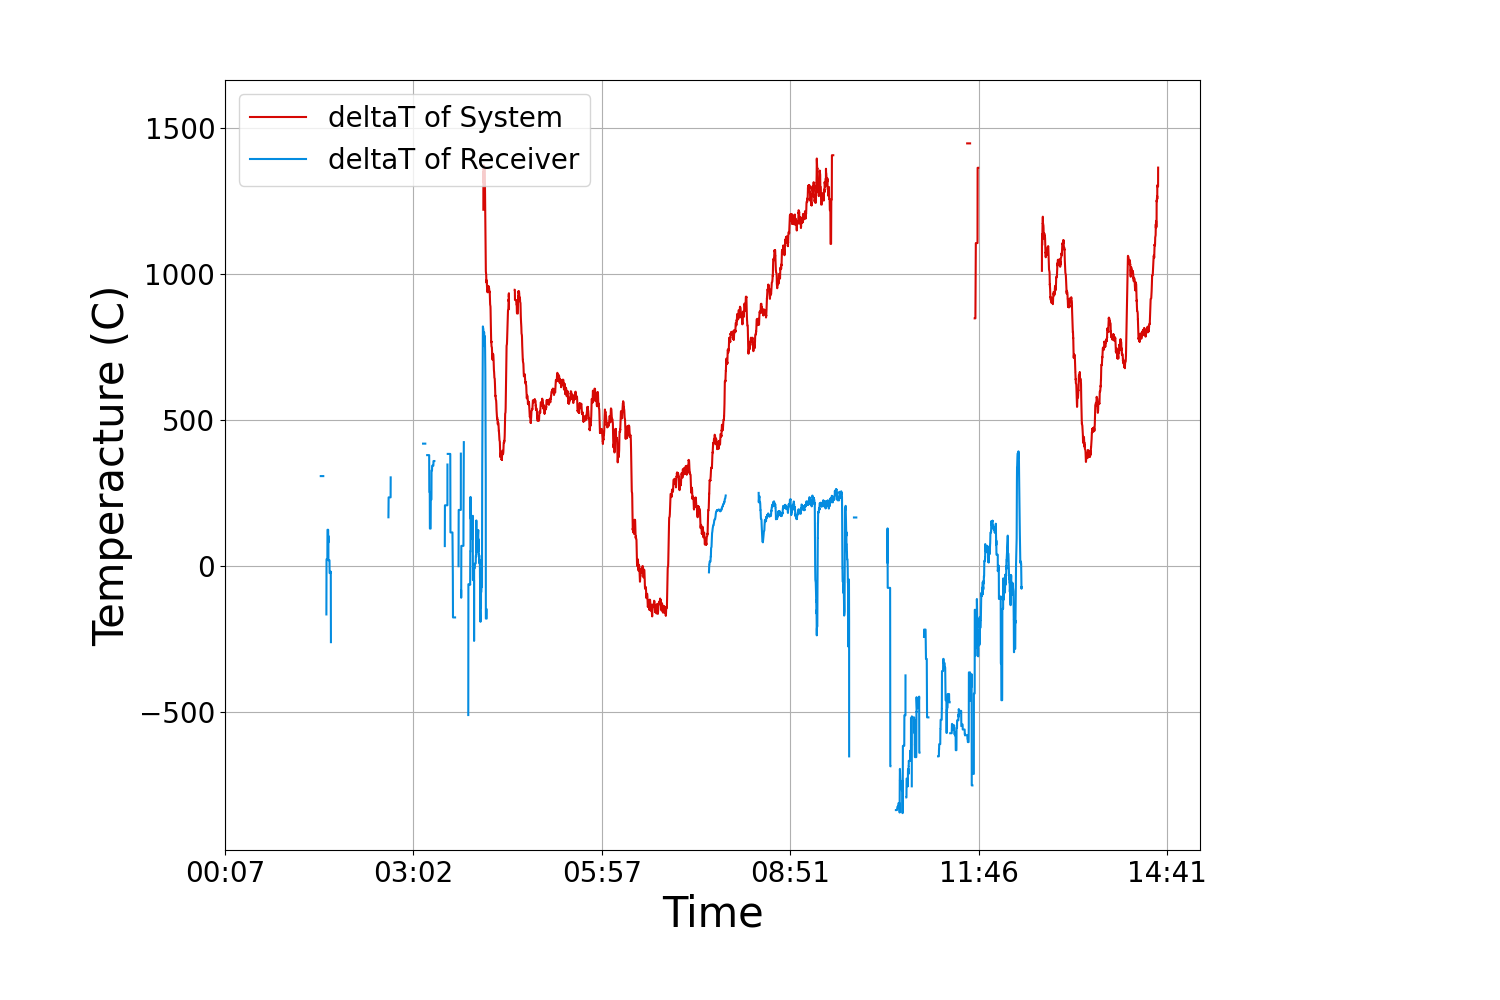 deltaT of System
deltaT of Receiver
1500
1000
500
0
−500
Temperacture (C)
00:07 03:02 05:57 08:51 11:46 14:41
Time